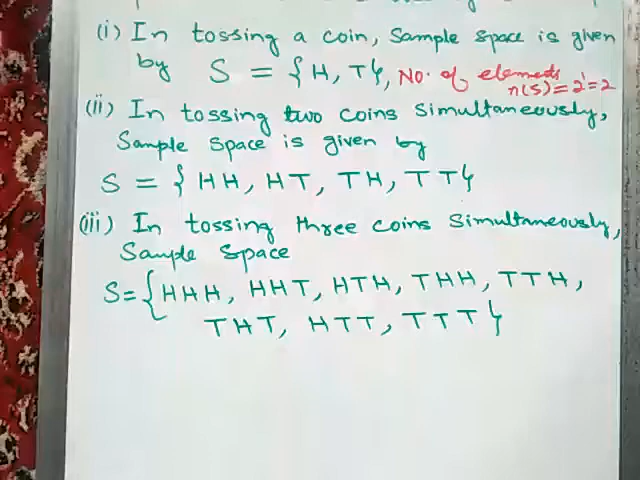 (i) In tossing a coin, Sample space is given
by S = {H, T}, No. of elements
n(S) = 2¹ = 2
(ii) In tossing two coins simultaneously,
Sample space is given by
S = { HH, HT, TH, TT}
(iii) In tossing three coins simultaneously,
Sample space
S = {HHH, HHT, HTH, THH, TTH,
THT, HTT, TTT}